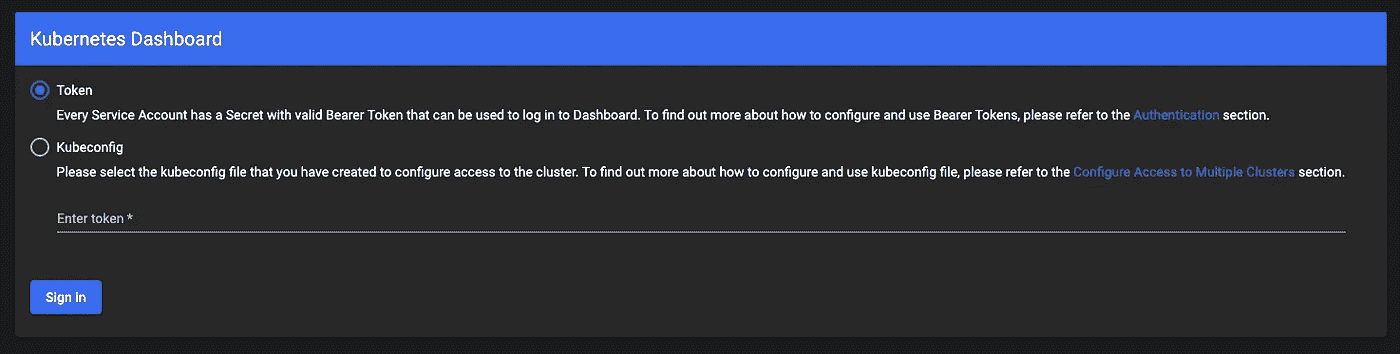 Kubernetes Dashboard
Token
Every Service Account has a Secret with valid Bearer Token that can be used to log in to Dashboard. To find out more about how to configure and use Bearer Tokens, please refer to the Authentication section.
Kubeconfig
Please select the kubeconfig file that you have created to configure access to the cluster. To find out more about how to configure and use kubeconfig file, please refer to the Configure Access to Multiple Clusters section.
Enter token *
Sign in